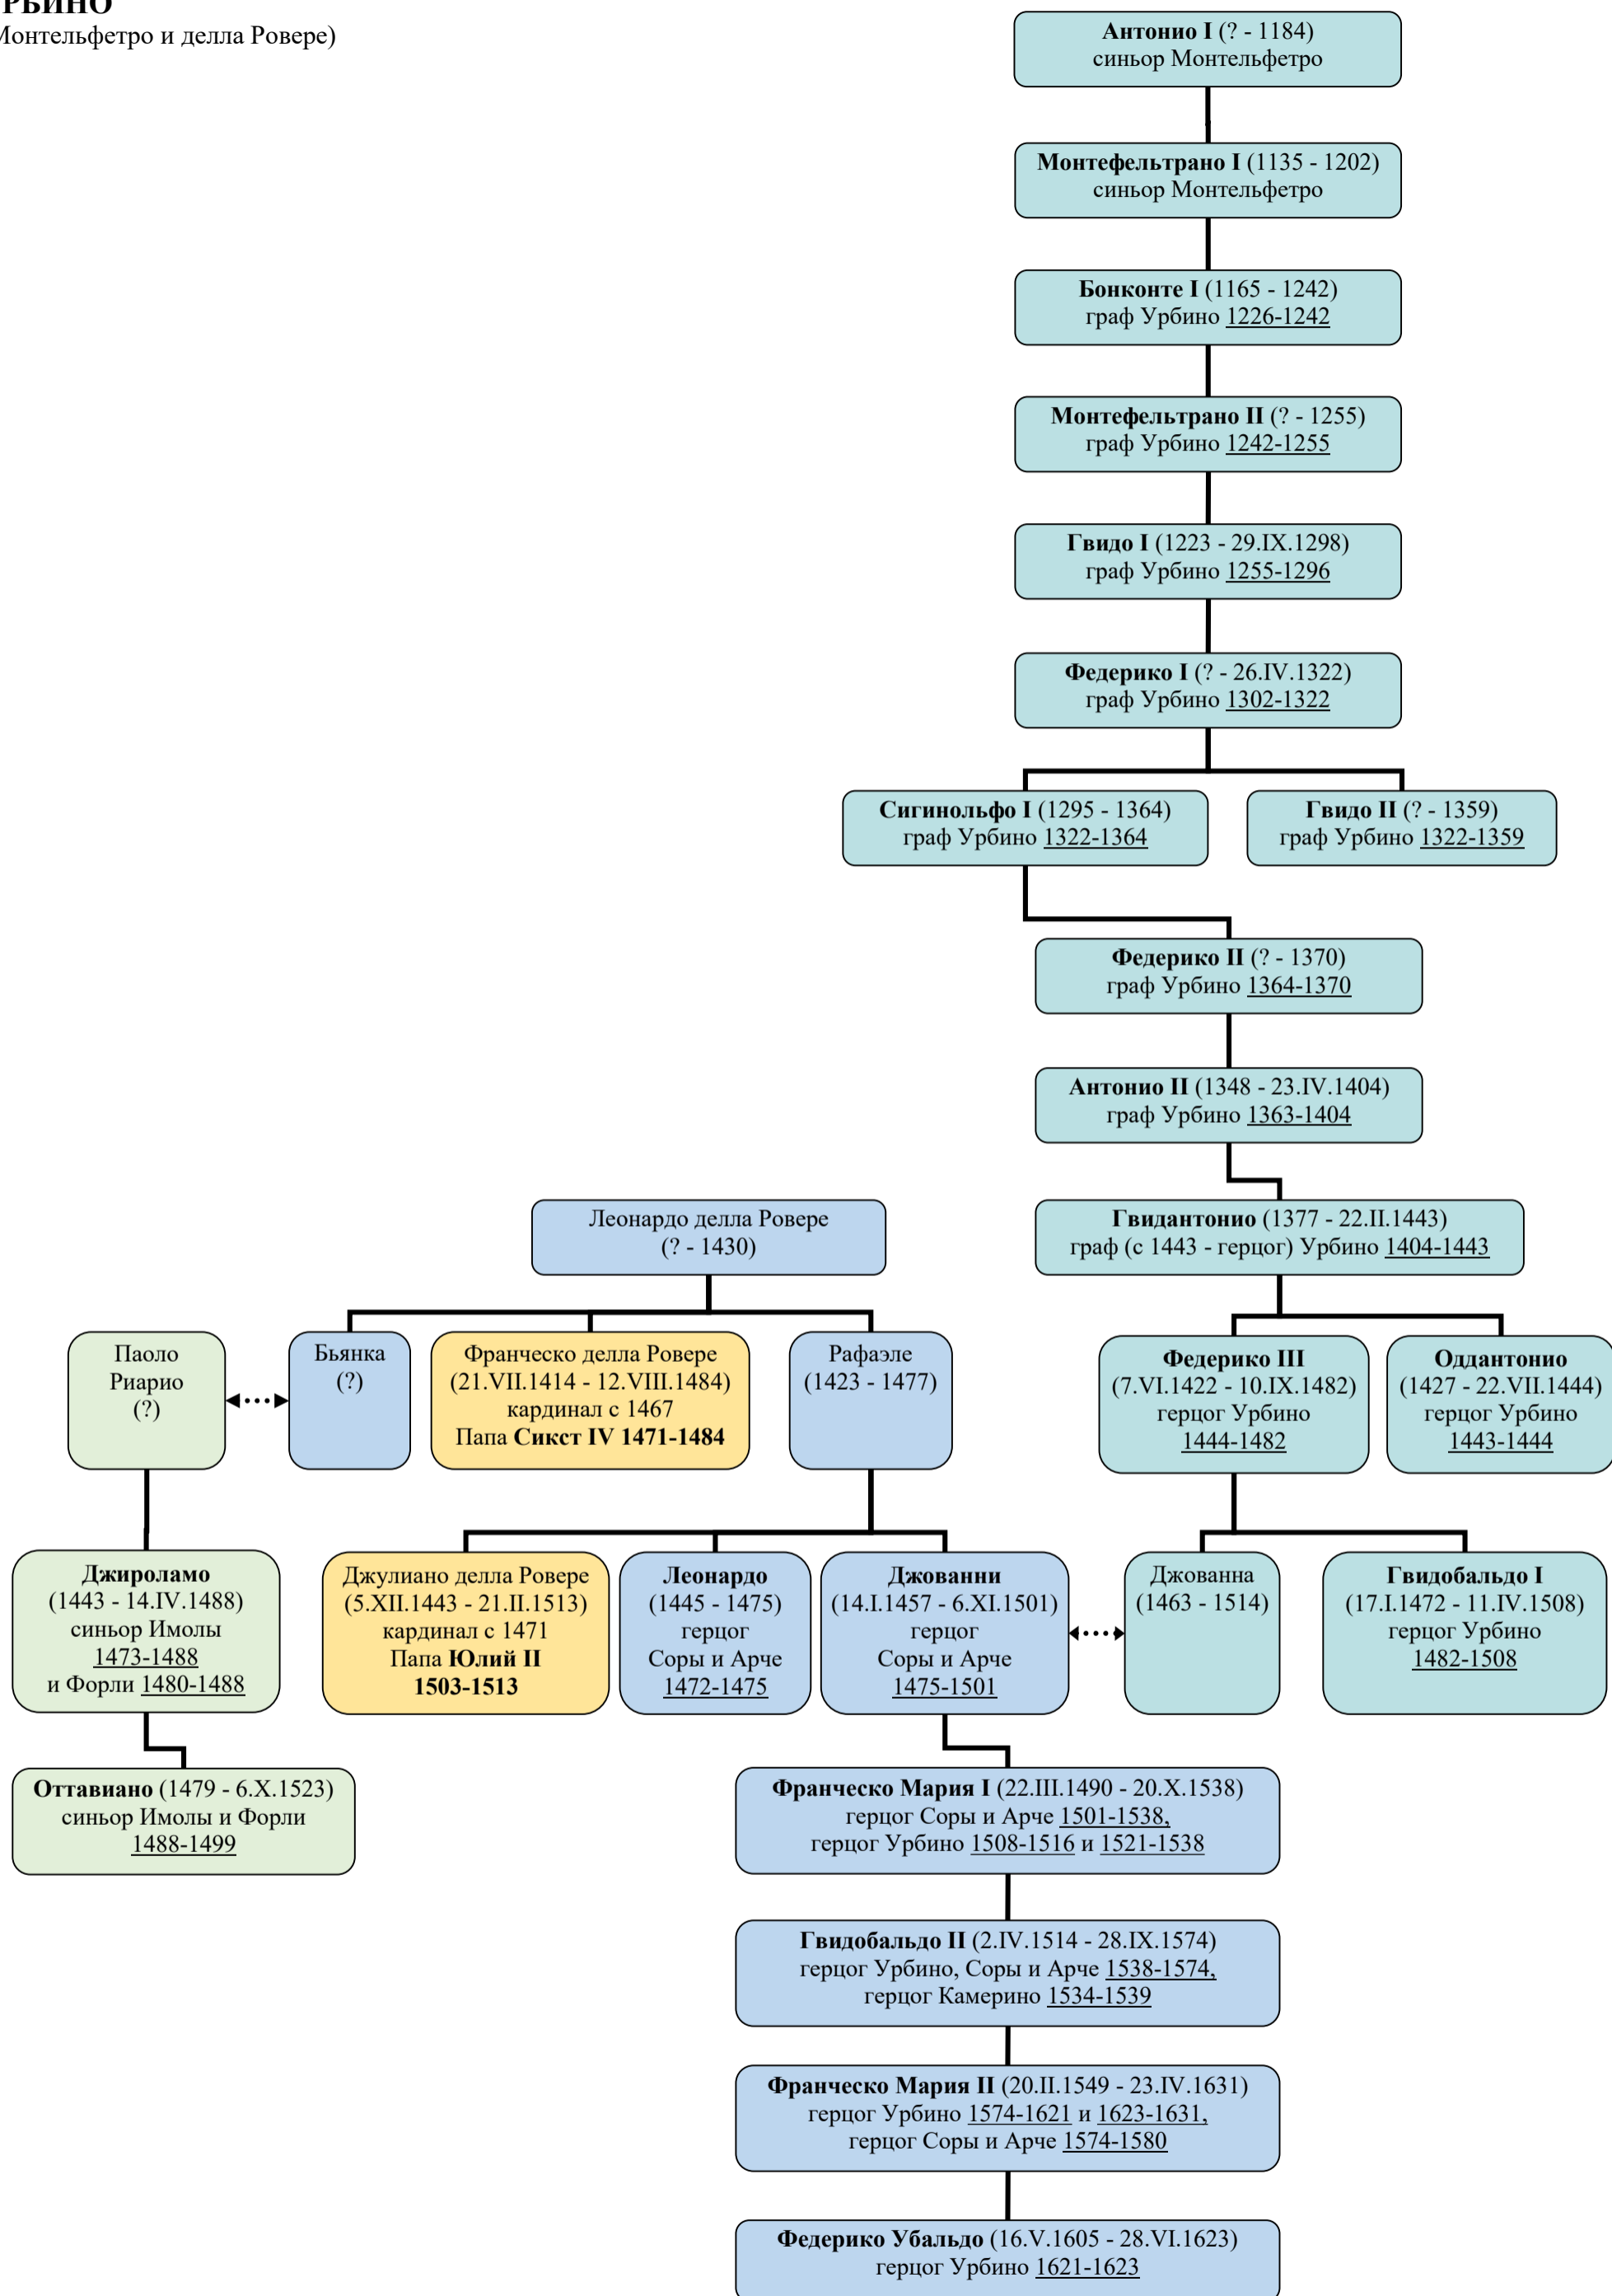 РБИНО
Монтельфетро и делла Ровере)
Антонио I (? - 1184)
синьор Монтельфетро
Монтефельтрано I (1135 - 1202)
синьор Монтельфетро
Бонконте I (1165 - 1242)
граф Урбино 1226-1242
Монтефельтрано II (? - 1255)
граф Урбино 1242-1255
Гвидо I (1223 - 29.IX.1298)
граф Урбино 1255-1296
Федерико I (? - 26.IV.1322)
граф Урбино 1302-1322
Сигинольфо I (1295 - 1364)
граф Урбино 1322-1364
Гвидо II (? - 1359)
граф Урбино 1322-1359
Федерико II (? - 1370)
граф Урбино 1364-1370
Антонио II (1348 - 23.IV.1404)
граф Урбино 1363-1404
Леонардо делла Ровере
(? - 1430)
Гвидантонио (1377 - 22.II.1443)
граф (с 1443 - герцог) Урбино 1404-1443
Паоло
Риарио
(?)
Бьянка
(?)
Франческо делла Ровере
(21.VII.1414 - 12.VIII.1484)
кардинал с 1467
Папа Сикст IV 1471-1484
Рафаэле
(1423 - 1477)
Федерико III
(7.VI.1422 - 10.IX.1482)
герцог Урбино
1444-1482
Оддантонио
(1427 - 22.VII.1444)
герцог Урбино
1443-1444
Джироламо
(1443 - 14.IV.1488)
синьор Имолы
1473-1488
и Форли 1480-1488
Джулиано делла Ровере
(5.XII.1443 - 21.II.1513)
кардинал с 1471
Папа Юлий II
1503-1513
Леонардо
(1445 - 1475)
герцог
Соры и Арче
1472-1475
Джованни
(14.I.1457 - 6.XI.1501)
герцог
Соры и Арче
1475-1501
Джованна
(1463 - 1514)
Гвидобальдо I
(17.I.1472 - 11.IV.1508)
герцог Урбино
1482-1508
Оттавиано (1479 - 6.X.1523)
синьор Имолы и Форли
1488-1499
Франческо Мария I (22.III.1490 - 20.X.1538)
герцог Соры и Арче 1501-1538,
герцог Урбино 1508-1516 и 1521-1538
Гвидобальдо II (2.IV.1514 - 28.IX.1574)
герцог Урбино, Соры и Арче 1538-1574,
герцог Камерино 1534-1539
Франческо Мария II (20.II.1549 - 23.IV.1631)
герцог Урбино 1574-1621 и 1623-1631,
герцог Соры и Арче 1574-1580
Федерико Убальдо (16.V.1605 - 28.VI.1623)
герцог Урбино 1621-1623